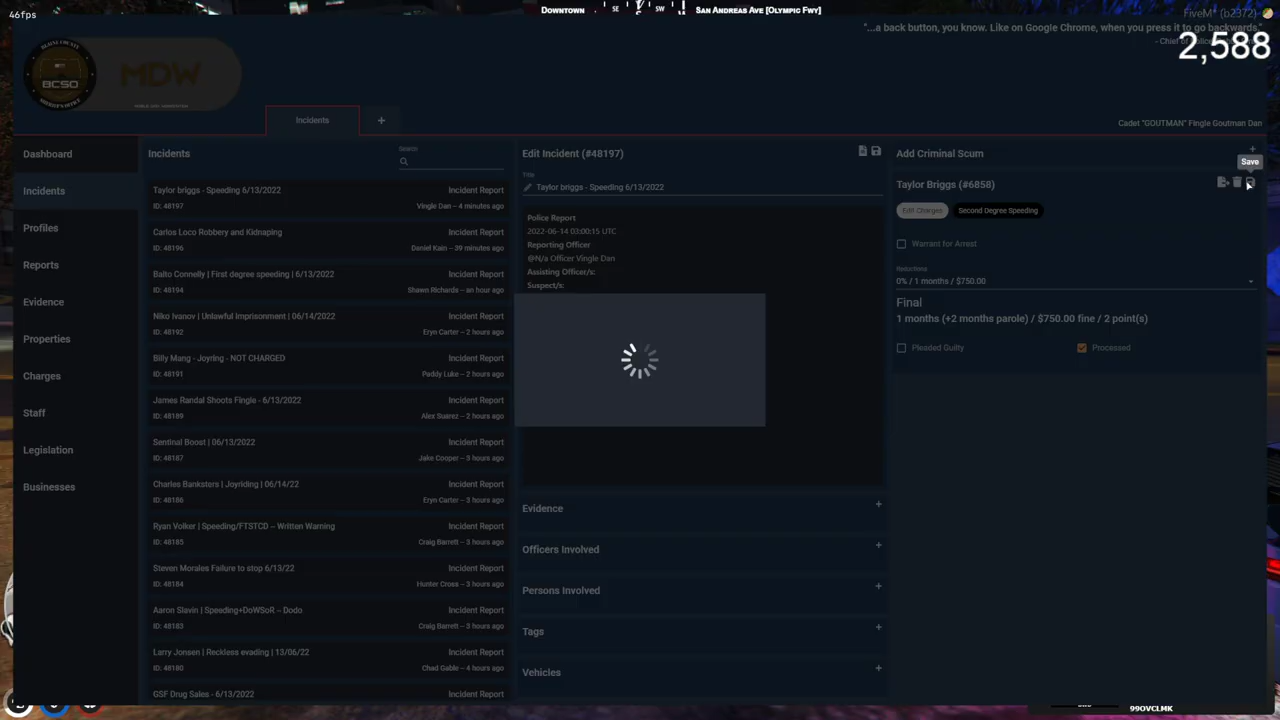 46fps
DOWNTOWN
SE
SW
SAN ANDREAS AVE [OLYMPIC FWY]
FiveM* (b2372)
"...a back button, you know. Like on Google Chrome, when you press it to go backwards."
2,588
BCSO
MDW
Incidents
+
Cadet "GOUTMAN" Fingle Goutman Dan
Dashboard
Incidents
Profiles
Reports
Evidence
Properties
Charges
Staff
Legislation
Businesses
Incidents
Search
Taylor briggs - Speeding 6/13/2022
Incident Report
ID: 48197
Vingle Dan – 4 minutes ago
Carlos Loco Robbery and Kidnaping
Incident Report
ID: 48196
Daniel Kain – 39 minutes ago
Balto Connelly | First degree speeding | 6/13/2022
Incident Report
ID: 48194
Shawn Richards – an hour ago
Niko Ivanov | Unlawful Imprisonment | 06/14/2022
Incident Report
ID: 48192
Eryn Carter – 2 hours ago
Billy Mang - Joyring - NOT CHARGED
Incident Report
ID: 48191
Paddy Luke – 2 hours ago
James Randal Shoots Fingle - 6/13/2022
Incident Report
ID: 48189
Alex Suarez – 2 hours ago
Sentinal Boost | 06/13/2022
Incident Report
ID: 48187
Jake Cooper – 3 hours ago
Charles Banksters | Joyriding | 06/14/22
Incident Report
ID: 48186
Eryn Carter – 3 hours ago
Ryan Volker | Speeding/FTSTCD – Written Warning
Incident Report
ID: 48185
Craig Barrett – 3 hours ago
Steven Morales Failure to stop 6/13/22
Incident Report
ID: 48184
Hunter Cross – 3 hours ago
Aaron Slavin | Speeding+DoWSoR – Dodo
Incident Report
ID: 48183
Craig Barrett – 3 hours ago
Larry Jonsen | Reckless evading | 13/06/22
Incident Report
ID: 48180
Chad Gable – 4 hours ago
GSF Drug Sales - 6/13/2022
Incident Report
Edit Incident (#48197)
Title
Taylor briggs - Speeding 6/13/2022
Police Report
2022-06-14 03:00:15 UTC
Reporting Officer
@N/a Officer Vingle Dan
Assisting Officer/s:
Suspect/s:
Evidence
+
Officers Involved
+
Persons Involved
+
Tags
+
Vehicles
+
Add Criminal Scum
+
Save
Taylor Briggs (#6858)
Edit Charges
Second Degree Speeding
Warrant for Arrest
Reductions
0% / 1 months / $750.00
Final
1 months (+2 months parole) / $750.00 fine / 2 point(s)
Pleaded Guilty
Processed
99OVCLMK